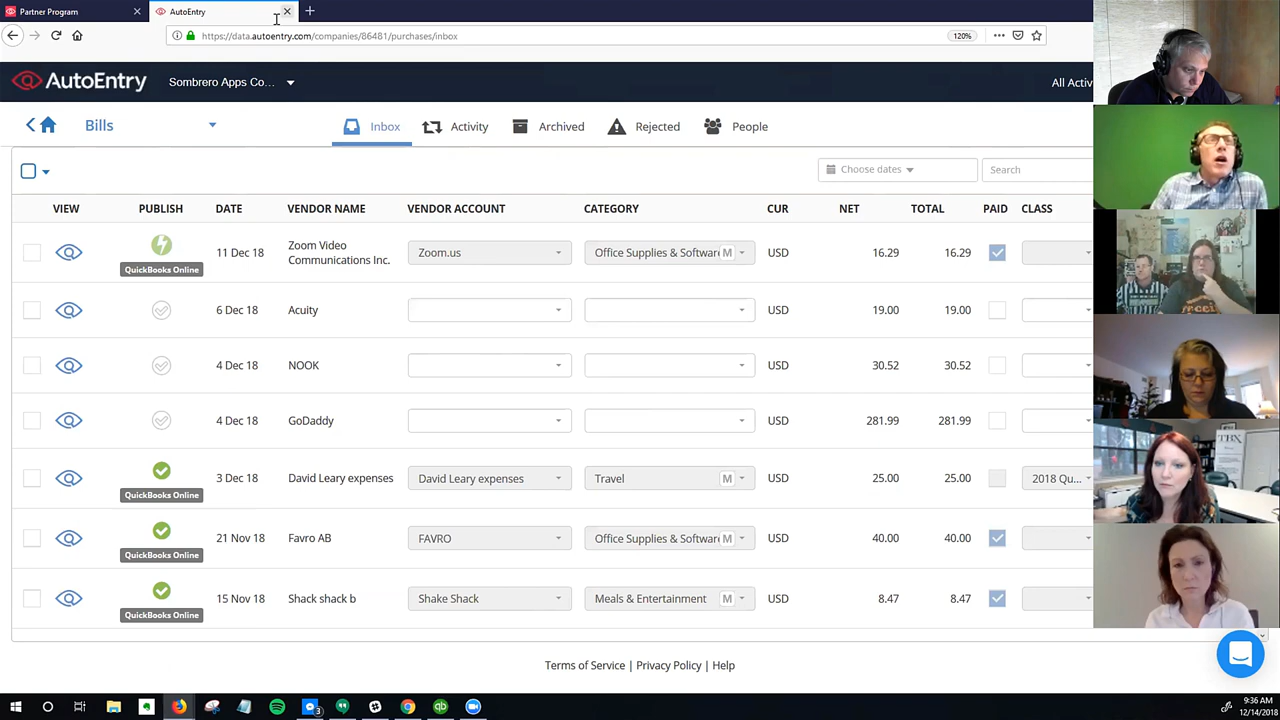 Partner Program
AutoEntry
https://data.autoentry.com/companies/86481/purchases/inbox
120%
AutoEntry
Sombrero Apps Co...
All Activ
Bills
Inbox
Activity
Archived
Rejected
People
Choose dates
Search
VIEW PUBLISH DATE VENDOR NAME VENDOR ACCOUNT CATEGORY CUR NET TOTAL PAID CLASS
11 Dec 18 Zoom Video Communications Inc. Zoom.us Office Supplies & Software M USD 16.29 16.29
QuickBooks Online
6 Dec 18 Acuity USD 19.00 19.00
4 Dec 18 NOOK USD 30.52 30.52
4 Dec 18 GoDaddy USD 281.99 281.99
3 Dec 18 David Leary expenses David Leary expenses Travel M USD 25.00 25.00 2018 Qu...
QuickBooks Online
21 Nov 18 Favro AB FAVRO Office Supplies & Software M USD 40.00 40.00
QuickBooks Online
15 Nov 18 Shack shack b Shake Shack Meals & Entertainment M USD 8.47 8.47
QuickBooks Online
Terms of Service | Privacy Policy | Help
TBX
9:36 AM
12/14/2018